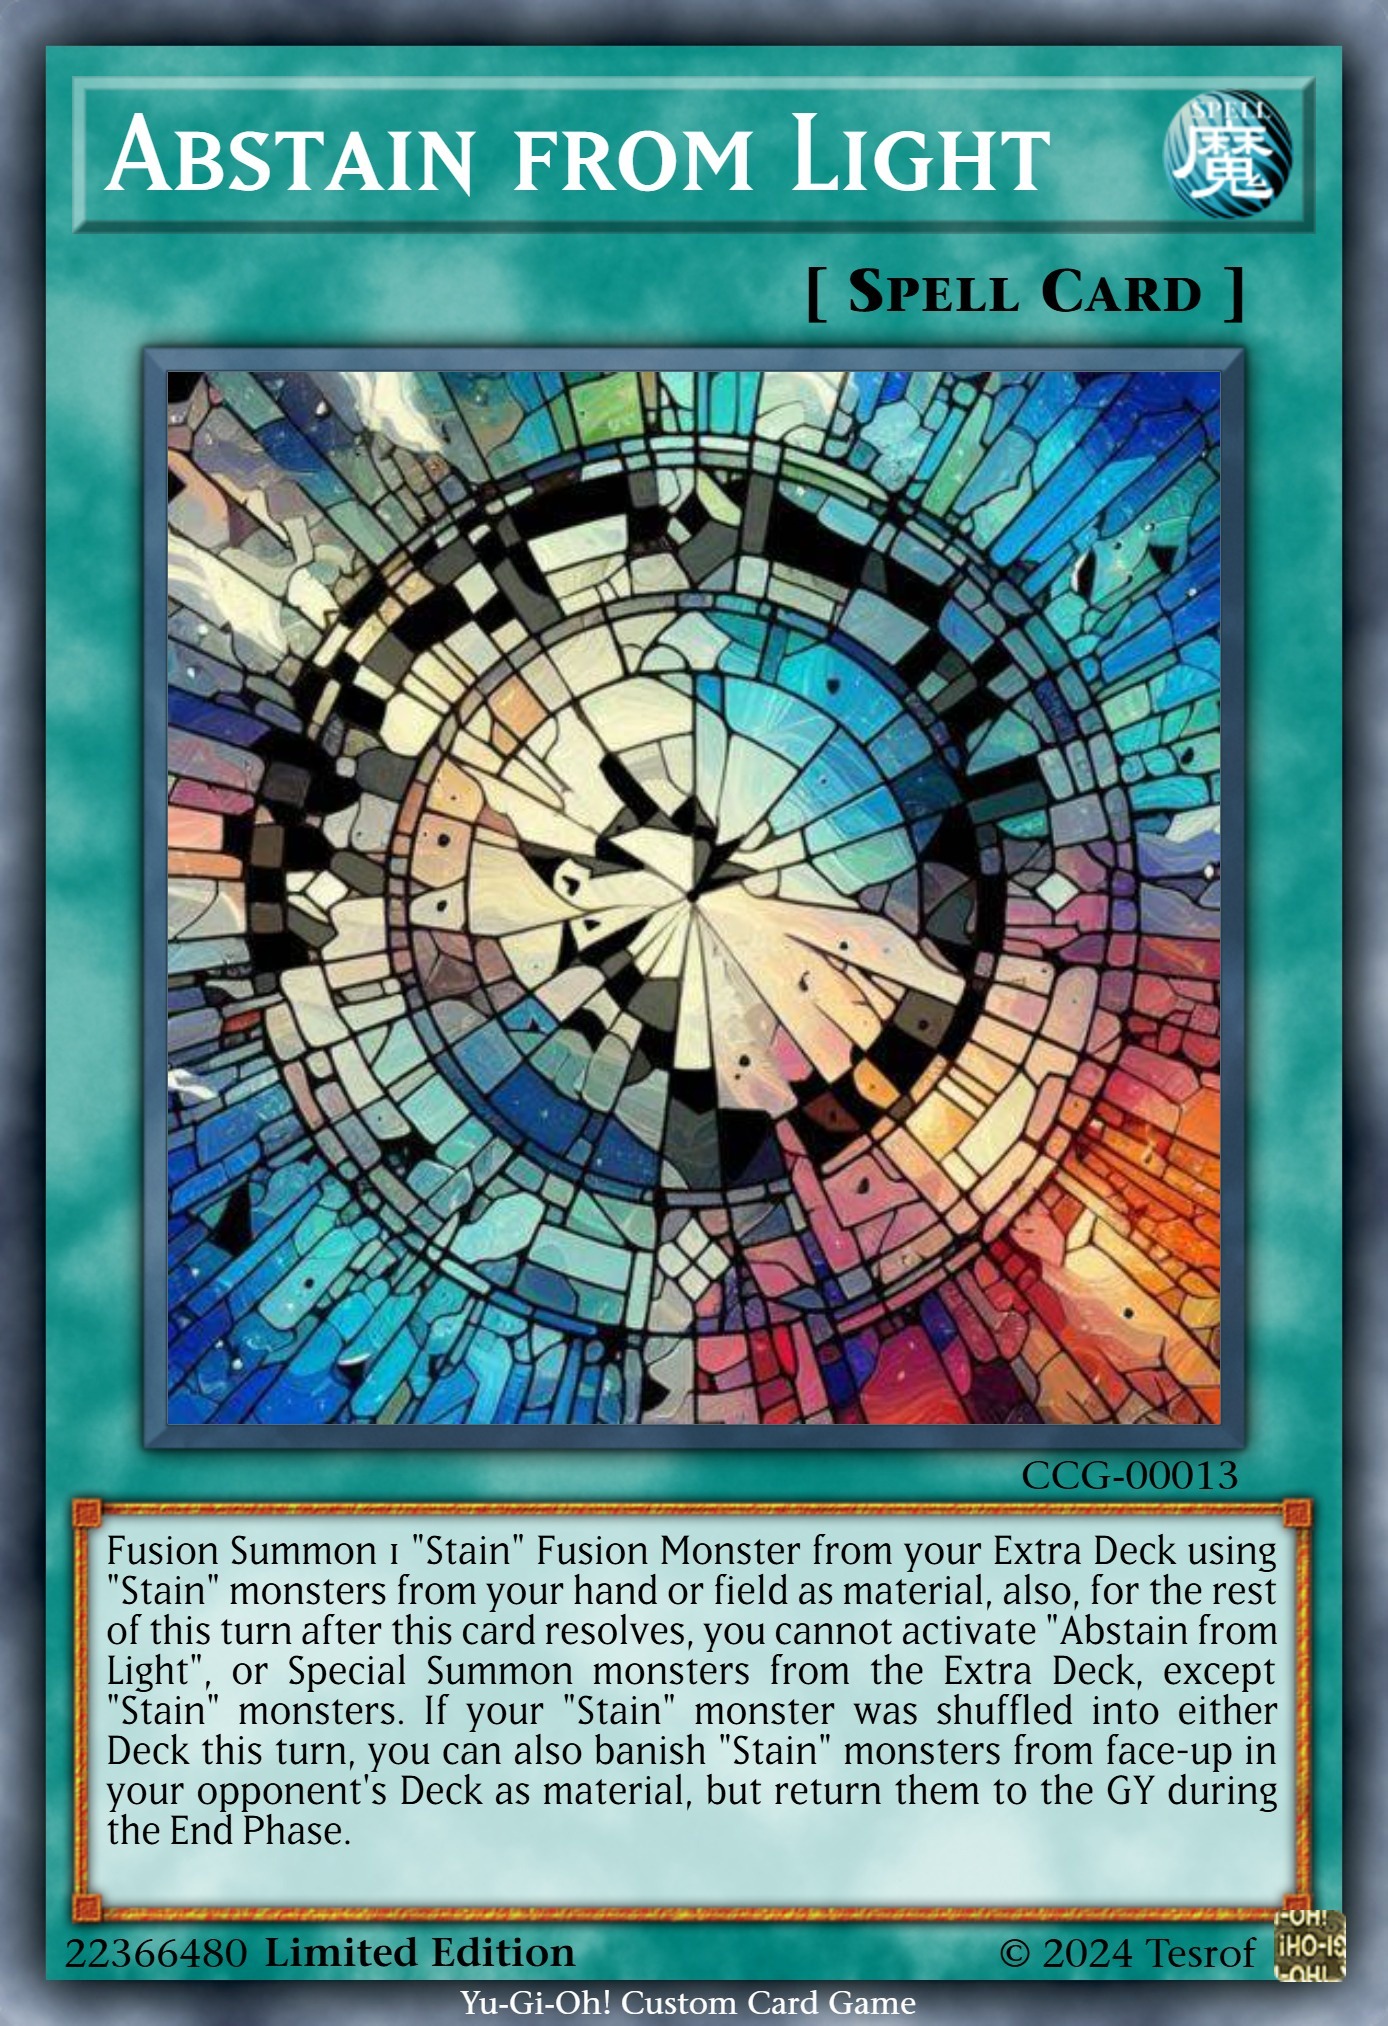 Abstain from Light
SPELL
魔
[ Spell Card ]
CCG-00013
Fusion Summon 1 "Stain" Fusion Monster from your Extra Deck using
"Stain" monsters from your hand or field as material, also, for the rest
of this turn after this card resolves, you cannot activate "Abstain from
Light", or Special Summon monsters from the Extra Deck, except
"Stain" monsters. If your "Stain" monster was shuffled into either
Deck this turn, you can also banish "Stain" monsters from face-up in
your opponent's Deck as material, but return them to the GY during
the End Phase.
22366480 Limited Edition
© 2024 Tesrof
Yu-Gi-Oh! Custom Card Game